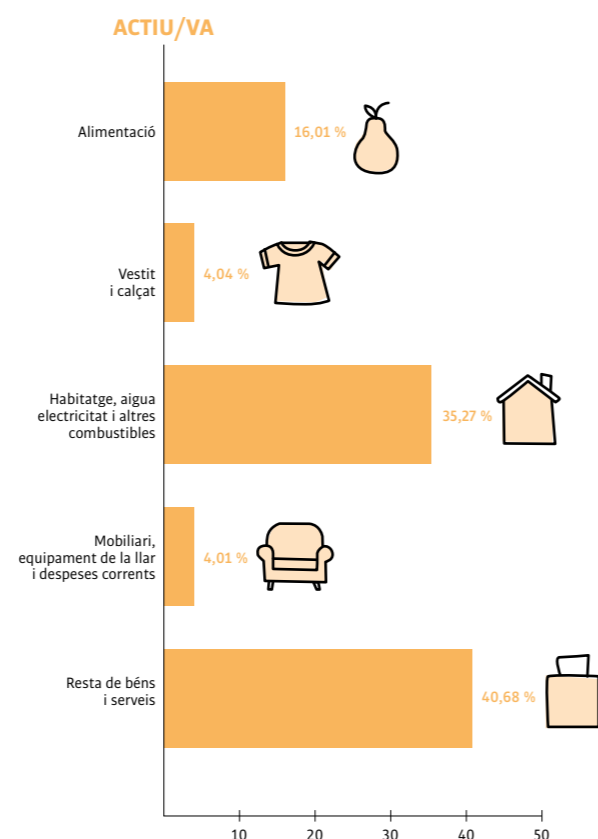 ACTIU/VA
Alimentació
16,01 %
Vestit
i calçat
4,04 %
Habitatge, aigua
electricitat i altres
combustibles
35,27 %
Mobiliari,
equipament de la llar
i despeses corrents
4,01 %
Resta de béns
i serveis
40,68 %
10 20 30 40 50